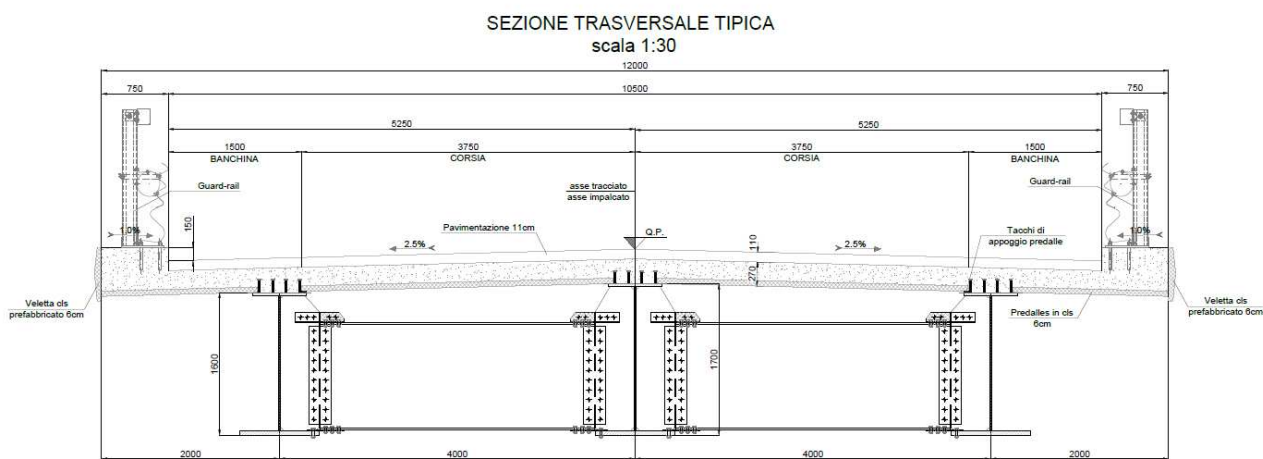 SEZIONE TRASVERSALE TIPICA
scala 1:30
12000
750
10500
750
5250
5250
1500
3750
3750
1500
BANCHINA
CORSIA
CORSIA
BANCHINA
Guard-rail
asse tracciato
asse impalcato
Guard-rail
1.0%
150
2.5%
Pavimentazione 11cm
Q.P.
110
2.5%
Tacchi di
appoggio predalle
1.0%
270
Veletta cls
prefabbricato 6cm
Predalles in cls
6cm
Veletta cls
prefabbricato 6cm
1600
1700
2000
4000
4000
2000